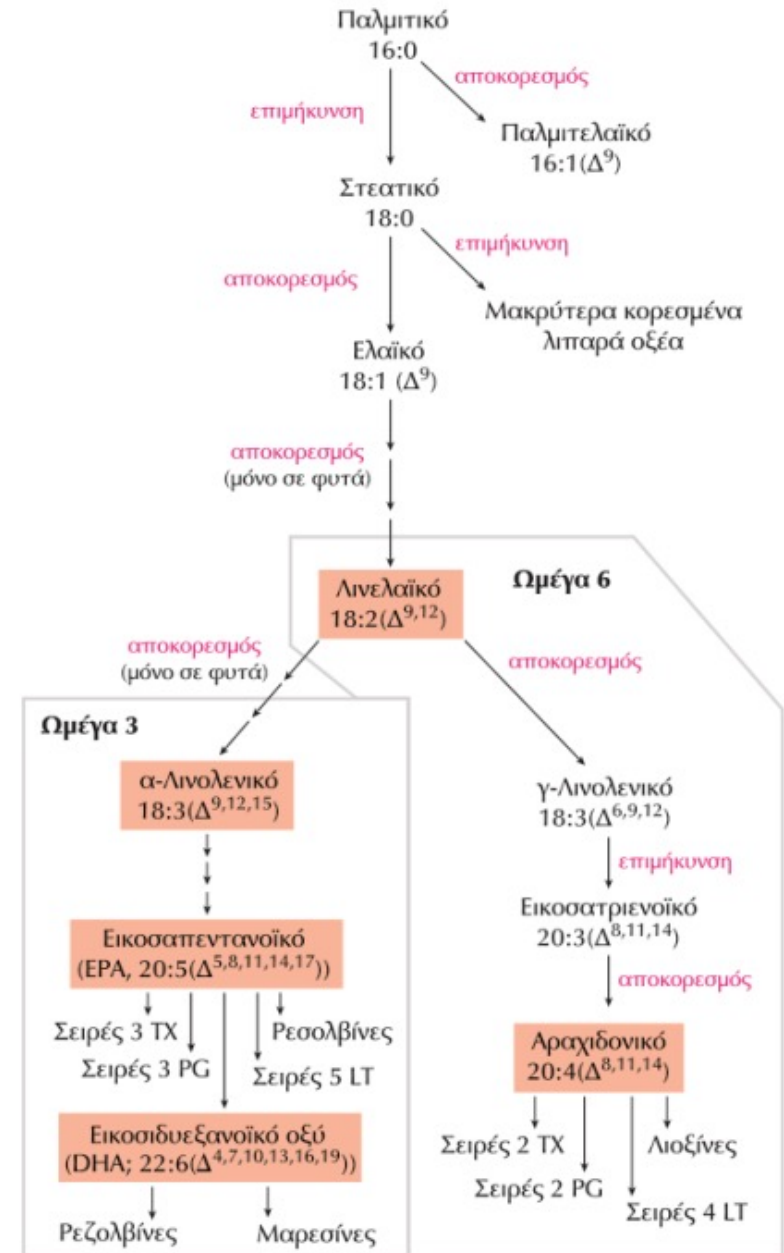 Παλμιτικό
16:0
αποκορεσμός
επιμήκυνση
Παλμιτελαϊκό
16:1(Δ⁹)
Στεατικό
18:0
επιμήκυνση
αποκορεσμός
Μακρύτερα κορεσμένα
λιπαρά οξέα
Ελαϊκό
18:1 (Δ⁹)
αποκορεσμός
(μόνο σε φυτά)
Ωμέγα 6
Λινελαϊκό
18:2(Δ⁹,¹²)
αποκορεσμός
(μόνο σε φυτά)
αποκορεσμός
Ωμέγα 3
α-Λινολενικό
18:3(Δ⁹,¹²,¹⁵)
γ-Λινολενικό
18:3(Δ⁶,⁹,¹²)
επιμήκυνση
Εικοσατριενοϊκό
20:3(Δ⁸,¹¹,¹⁴)
αποκορεσμός
Εικοσαπεντανοϊκό
(EPA, 20:5(Δ⁵,⁸,¹¹,¹⁴,¹⁷))
Σειρές 3 TX
Ρεσολβίνες
Σειρές 3 PG
Σειρές 5 LT
Αραχιδονικό
20:4(Δ⁸,¹¹,¹⁴)
Εικοσιδυεξανοϊκό οξύ
(DHA; 22:6(Δ⁴,⁷,¹⁰,¹³,¹⁶,¹⁹))
Σειρές 2 TX
Λιοξίνες
Σειρές 2 PG
Σειρές 4 LT
Ρεζολβίνες
Μαρεσίνες